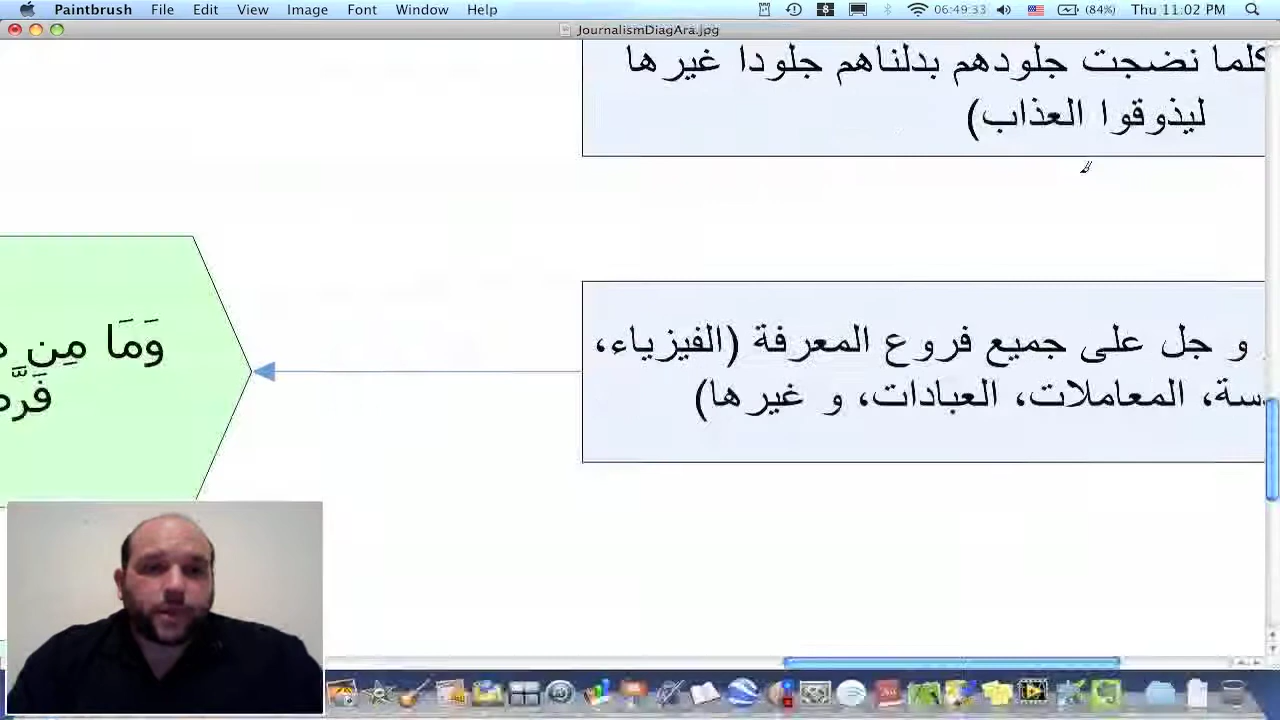 Paintbrush File Edit View Image Font Window Help 06:49:33 (84%) Thu 11:02 PM
JournalismDiagAra.jpg
كلما نضجت جلودهم بدلناهم جلودا غيرها
ليذوقوا العذاب)
و جل على جميع فروع المعرفة (الفيزياء،
المعاملات، العبادات، و غيرها)
وَمَا مِن